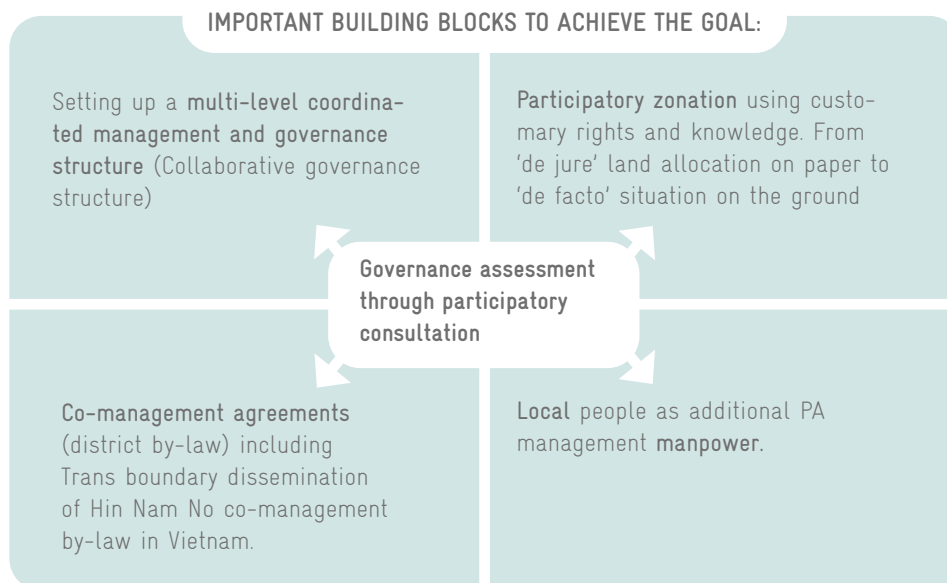 IMPORTANT BUILDING BLOCKS TO ACHIEVE THE GOAL:
Setting up a multi-level coordina-
ted management and governance
structure (Collaborative governance
structure)
Participatory zonation using custo-
mary rights and knowledge. From
‘de jure’ land allocation on paper to
‘de facto’ situation on the ground
Governance assessment
through participatory
consultation
Co-management agreements
(district by-law) including
Trans boundary dissemination
of Hin Nam No co-management
by-law in Vietnam.
Local people as additional PA
management manpower.